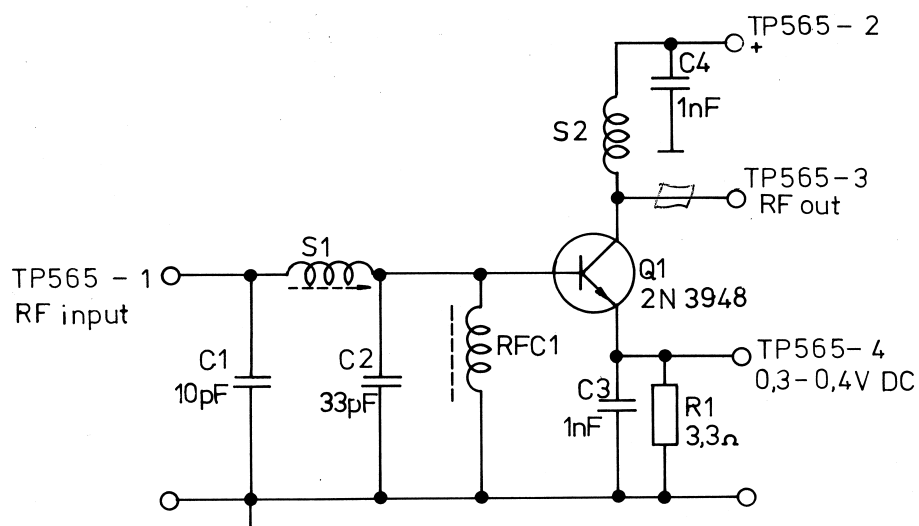 TP565-2
+
C4
1nF
S2
TP565-3
RF out
S1
TP565-1
RF input
Q1
2N 3948
C1
10pF
C2
33pF
RFC1
TP565-4
0,3-0,4V DC
C3
1nF
R1
3,3Ω